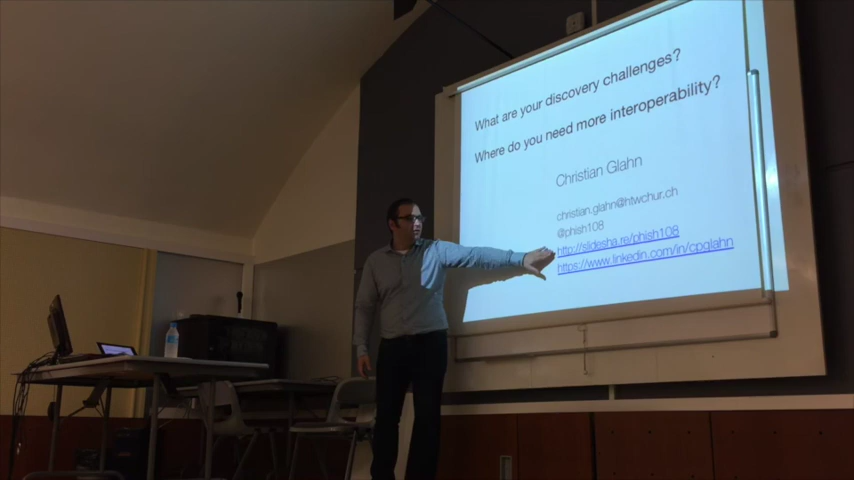 What are your discovery challenges?
Where do you need more interoperability?
Christian Glahn
christian.glahn@htwchur.ch
@phish108
http://slidesha.re/phish108
https://www.linkedin.com/in/cpglahn